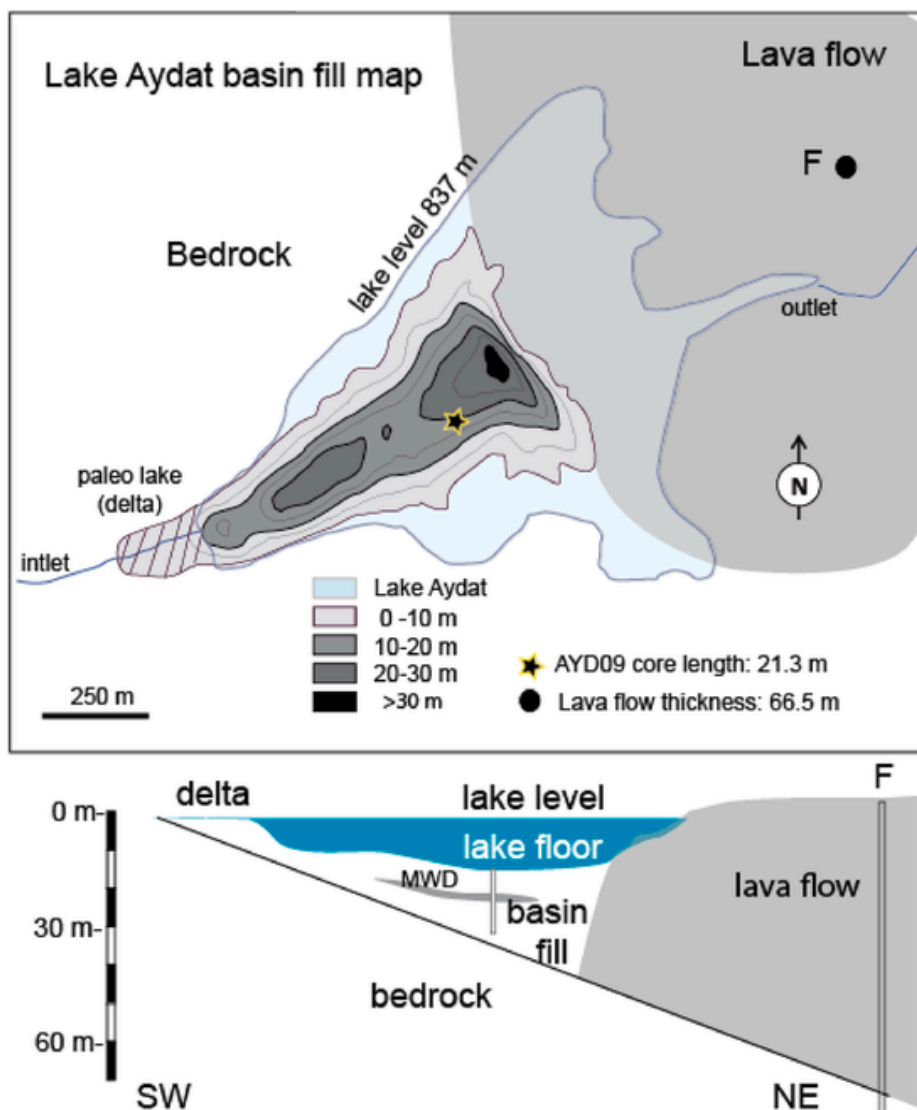 Lake Aydat basin fill map
Lava flow
F
lake level 837 m
Bedrock
outlet
paleo lake
(delta)
intlet
N
Lake Aydat
0 -10 m
10-20 m
20-30 m
>30 m
AYD09 core length: 21.3 m
Lava flow thickness: 66.5 m
250 m
F
delta
lake level
0 m-
lake floor
MWD
lava flow
basin
fill
30 m-
bedrock
60 m-
SW
NE